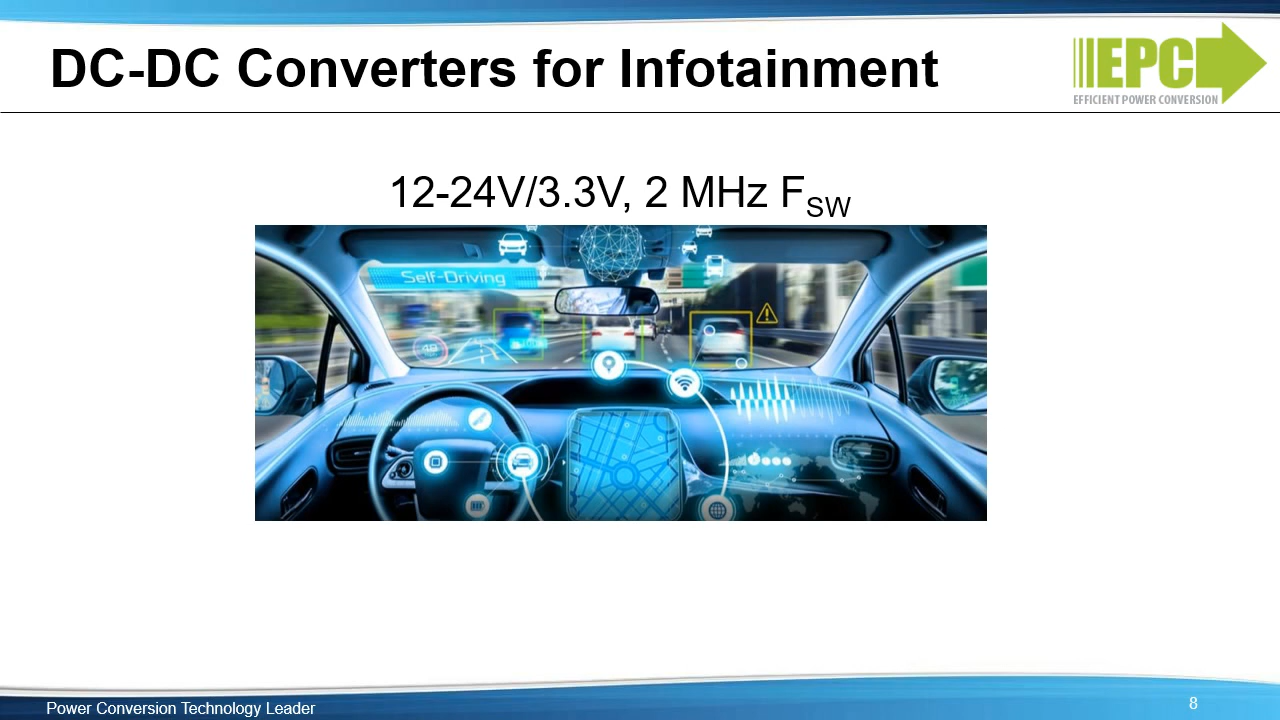 DC-DC Converters for Infotainment
EPC
EFFICIENT POWER CONVERSION
12-24V/3.3V, 2 MHz FSW
Self-Driving
Power Conversion Technology Leader
8